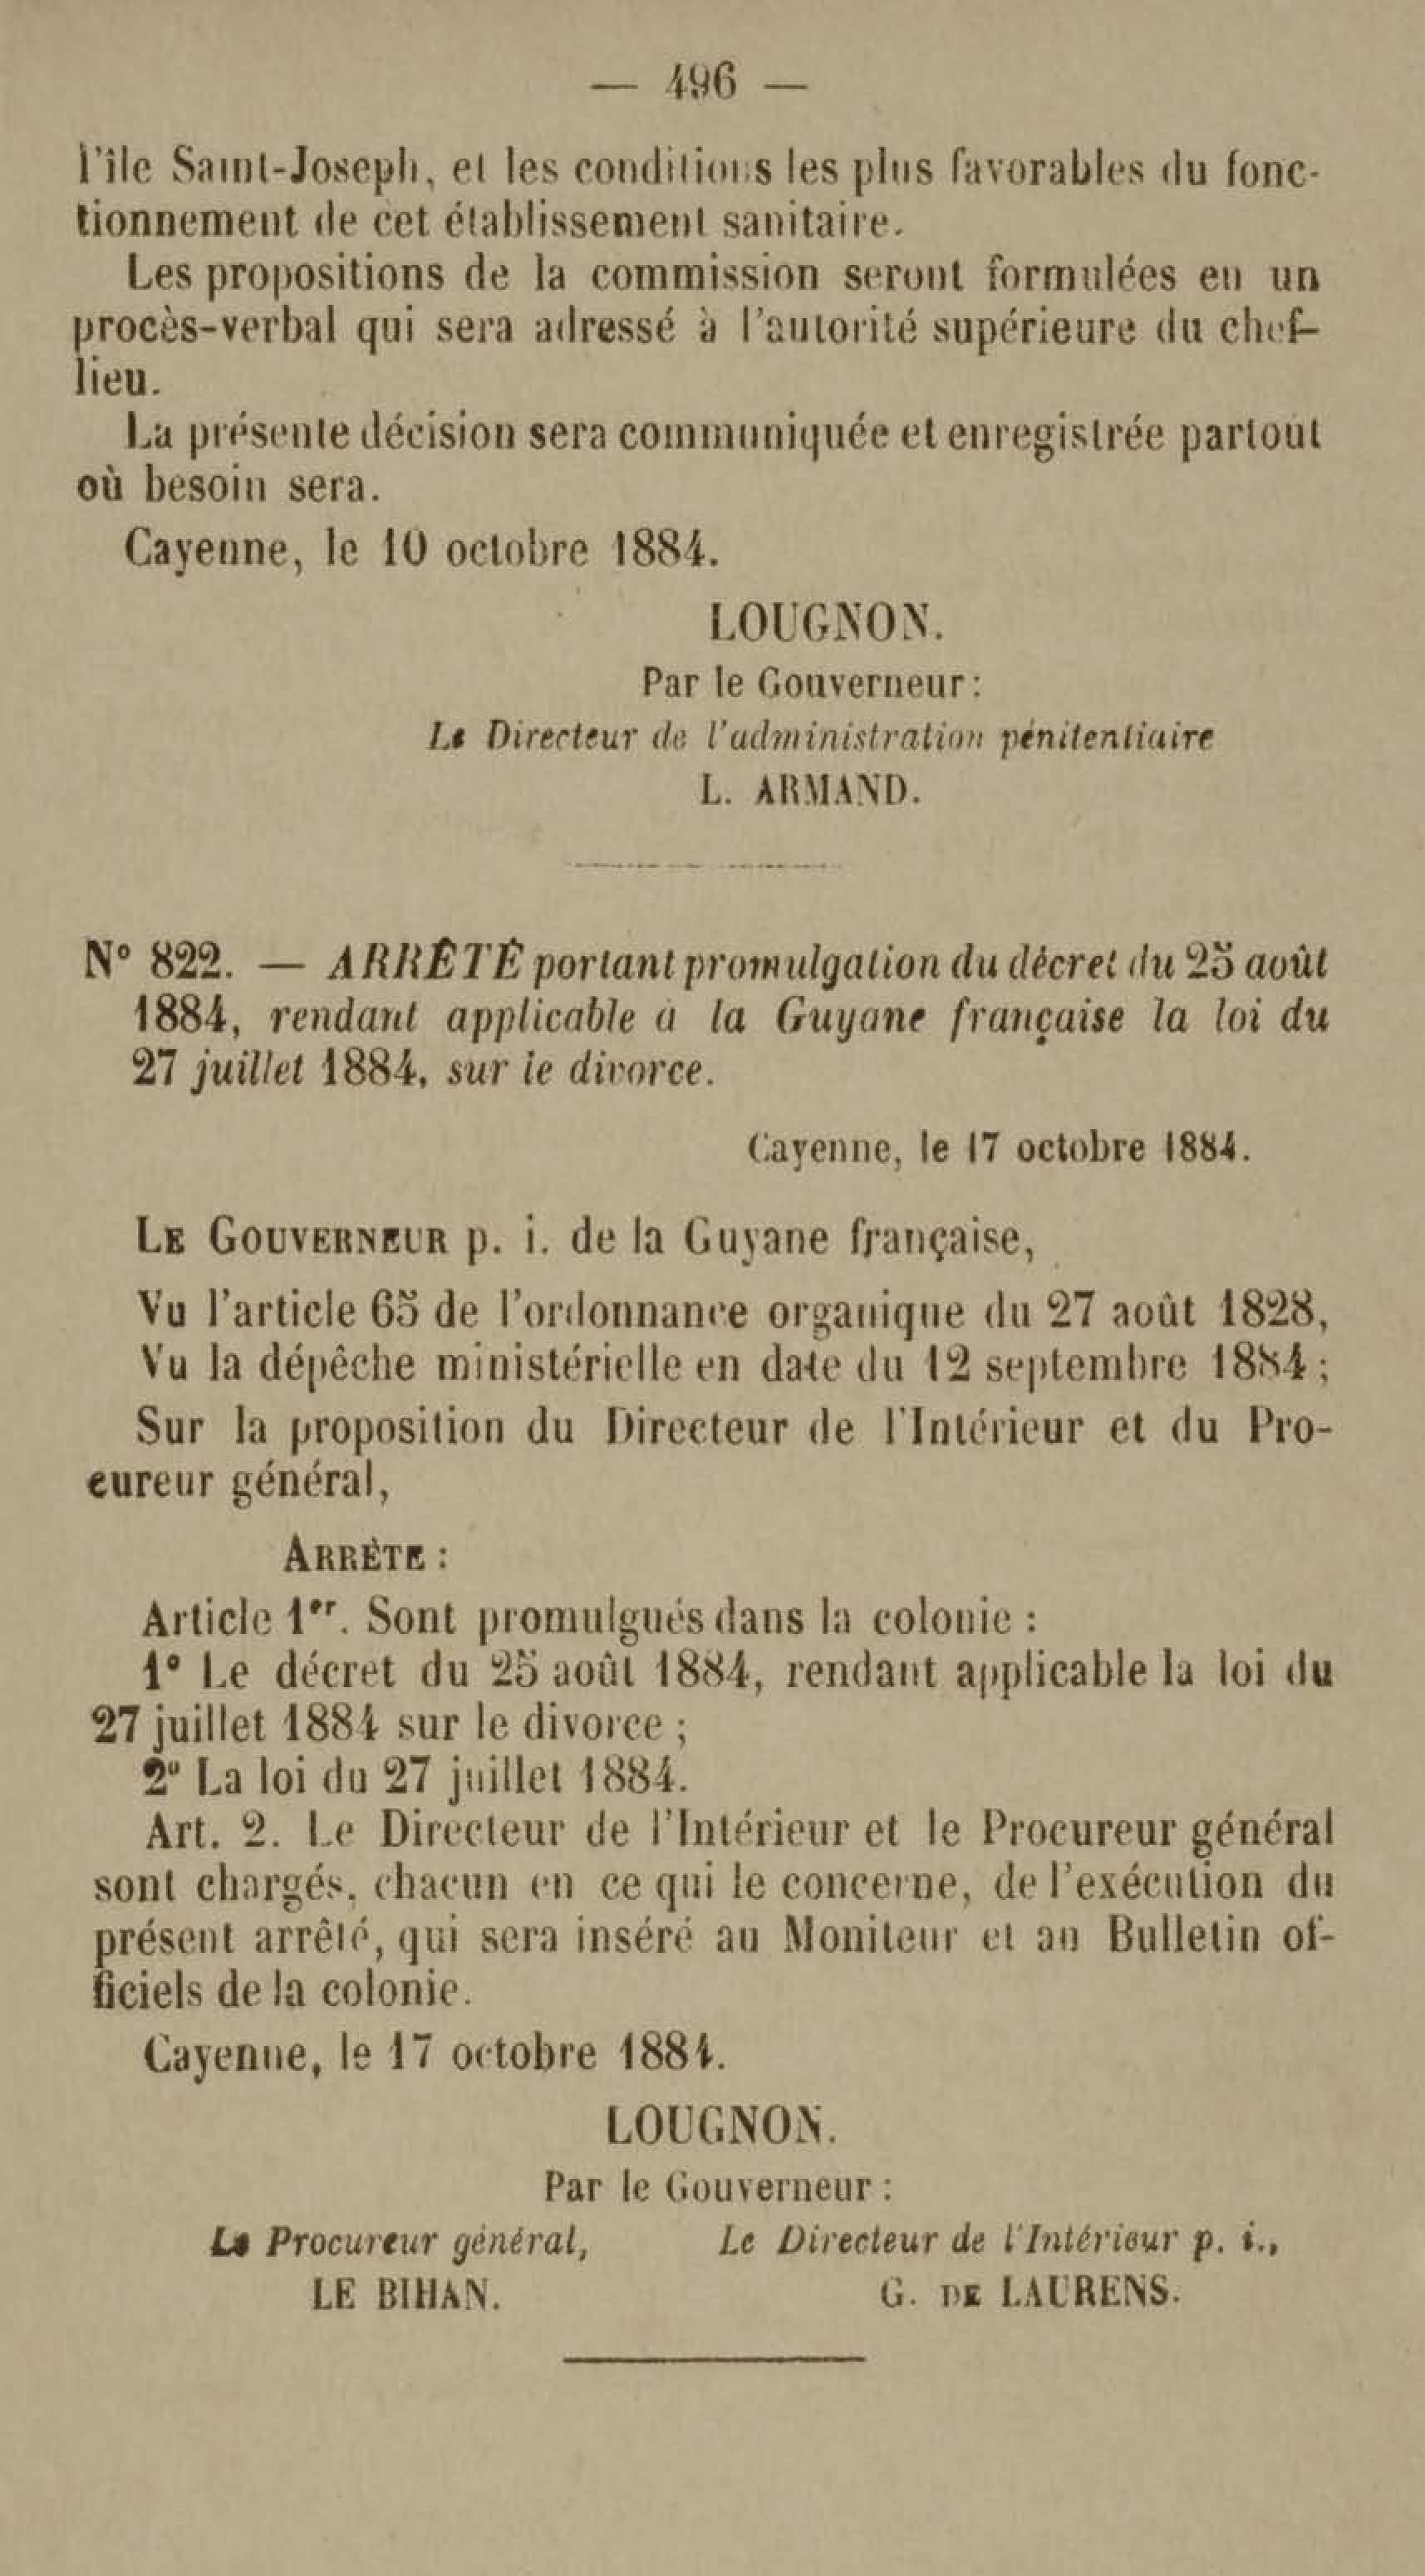 — 496 —
l'île Saint-Joseph, et les conditions les plus favorables du fonc-
tionnement de cet établissement sanitaire.
Les propositions de la commission seront formulées en un
procès-verbal qui sera adressé à l'autorité supérieure du chef-
lieu.
La présente décision sera communiquée et enregistrée partout
où besoin sera.
Cayenne, le 10 octobre 1884.
LOUGNON.
Par le Gouverneur:
Le Directeur de l'administration pénitentiaire
L. ARMAND.
N° 822. — ARRÊTÉ portant promulgation du décret du 25 août
1884, rendant applicable à la Guyane française la loi du
27 juillet 1884, sur le divorce.
Cayenne, le 17 octobre 1884.
LE GOUVERNEUR p. i. de la Guyane française,
Vu l'article 65 de l'ordonnance organique du 27 août 1828,
Vu la dépêche ministérielle en date du 12 septembre 1884;
Sur la proposition du Directeur de l'Intérieur et du Pro-
cureur général,
ARRÊTE :
Article 1er. Sont promulgués dans la colonie :
1° Le décret du 25 août 1884, rendant applicable la loi du
27 juillet 1884 sur le divorce ;
2° La loi du 27 juillet 1884.
Art. 2. Le Directeur de l'Intérieur et le Procureur général
sont chargés, chacun en ce qui le concerne, de l'exécution du
présent arrêté, qui sera inséré au Moniteur et au Bulletin of-
ficiels de la colonie.
Cayenne, le 17 octobre 1884.
LOUGNON.
Par le Gouverneur :
Le Procureur général, Le Directeur de l'Intérieur p. i.,
LE BIHAN. G. DE LAURENS.